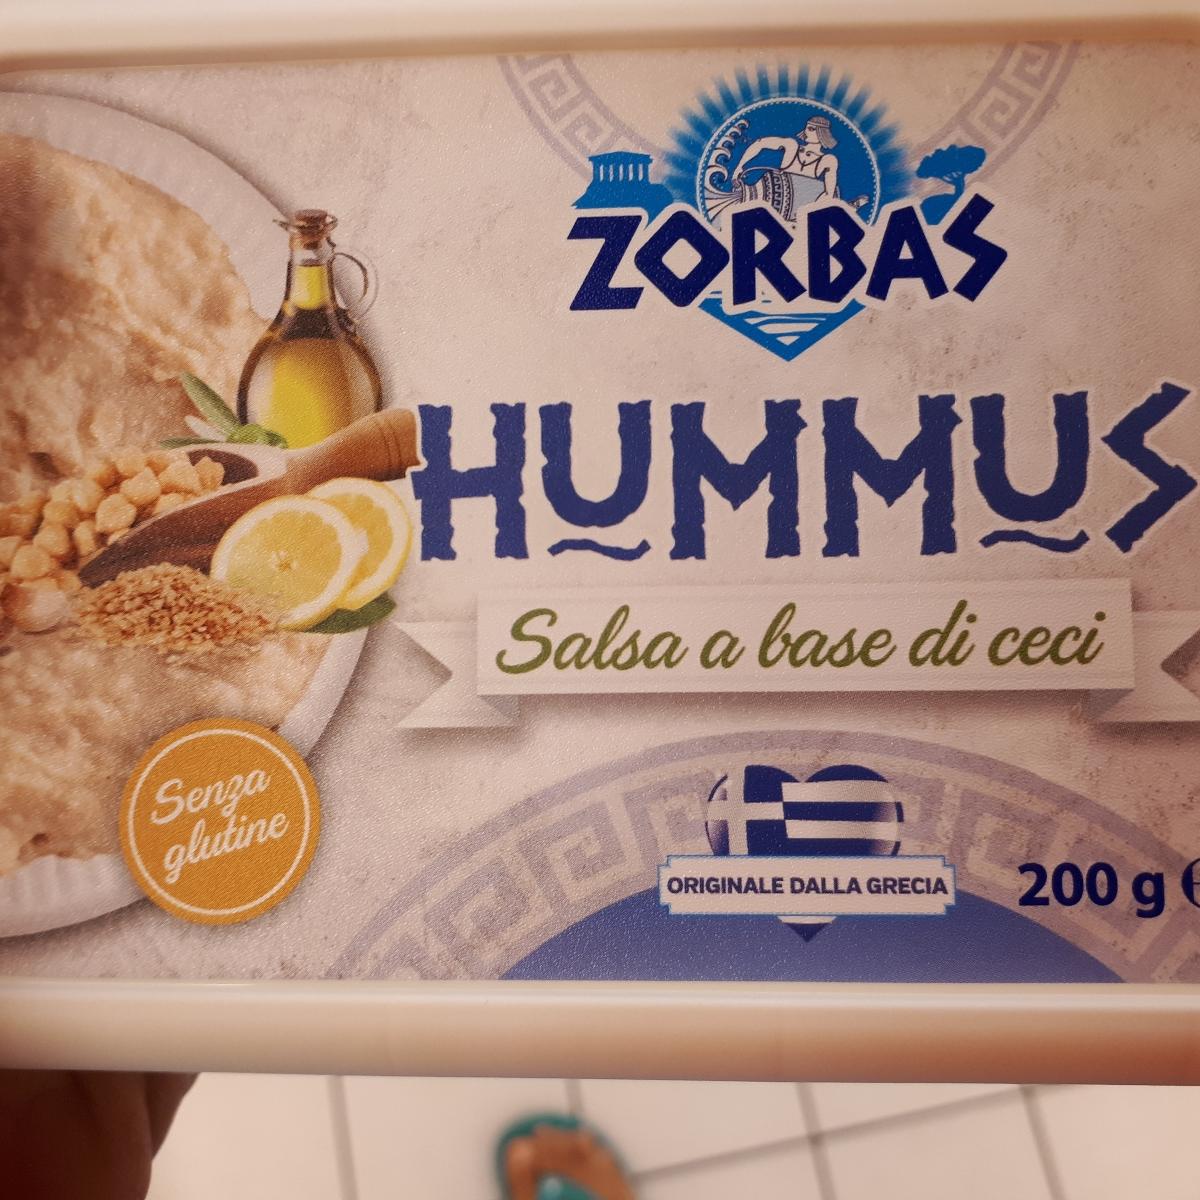 ZORBAS
HUMMUS
Salsa a base di ceci
Senza
glutine
ORIGINALE DALLA GRECIA
200 g ℮